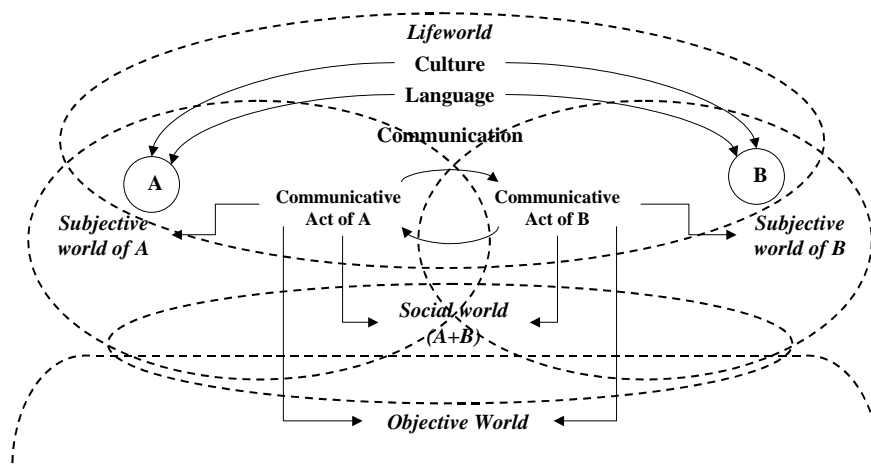 Lifeworld
Culture
Language
Communication
A
B
Communicative
Act of A
Communicative
Act of B
Subjective
world of A
Subjective
world of B
Social world
(A+B)
Objective World